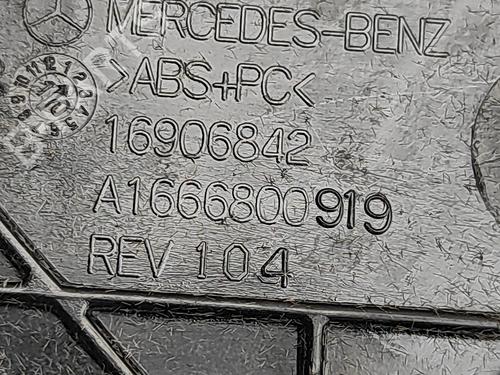 MERCEDES-BENZ
>ABS+PC<
16906842
A1666800919
REV 104